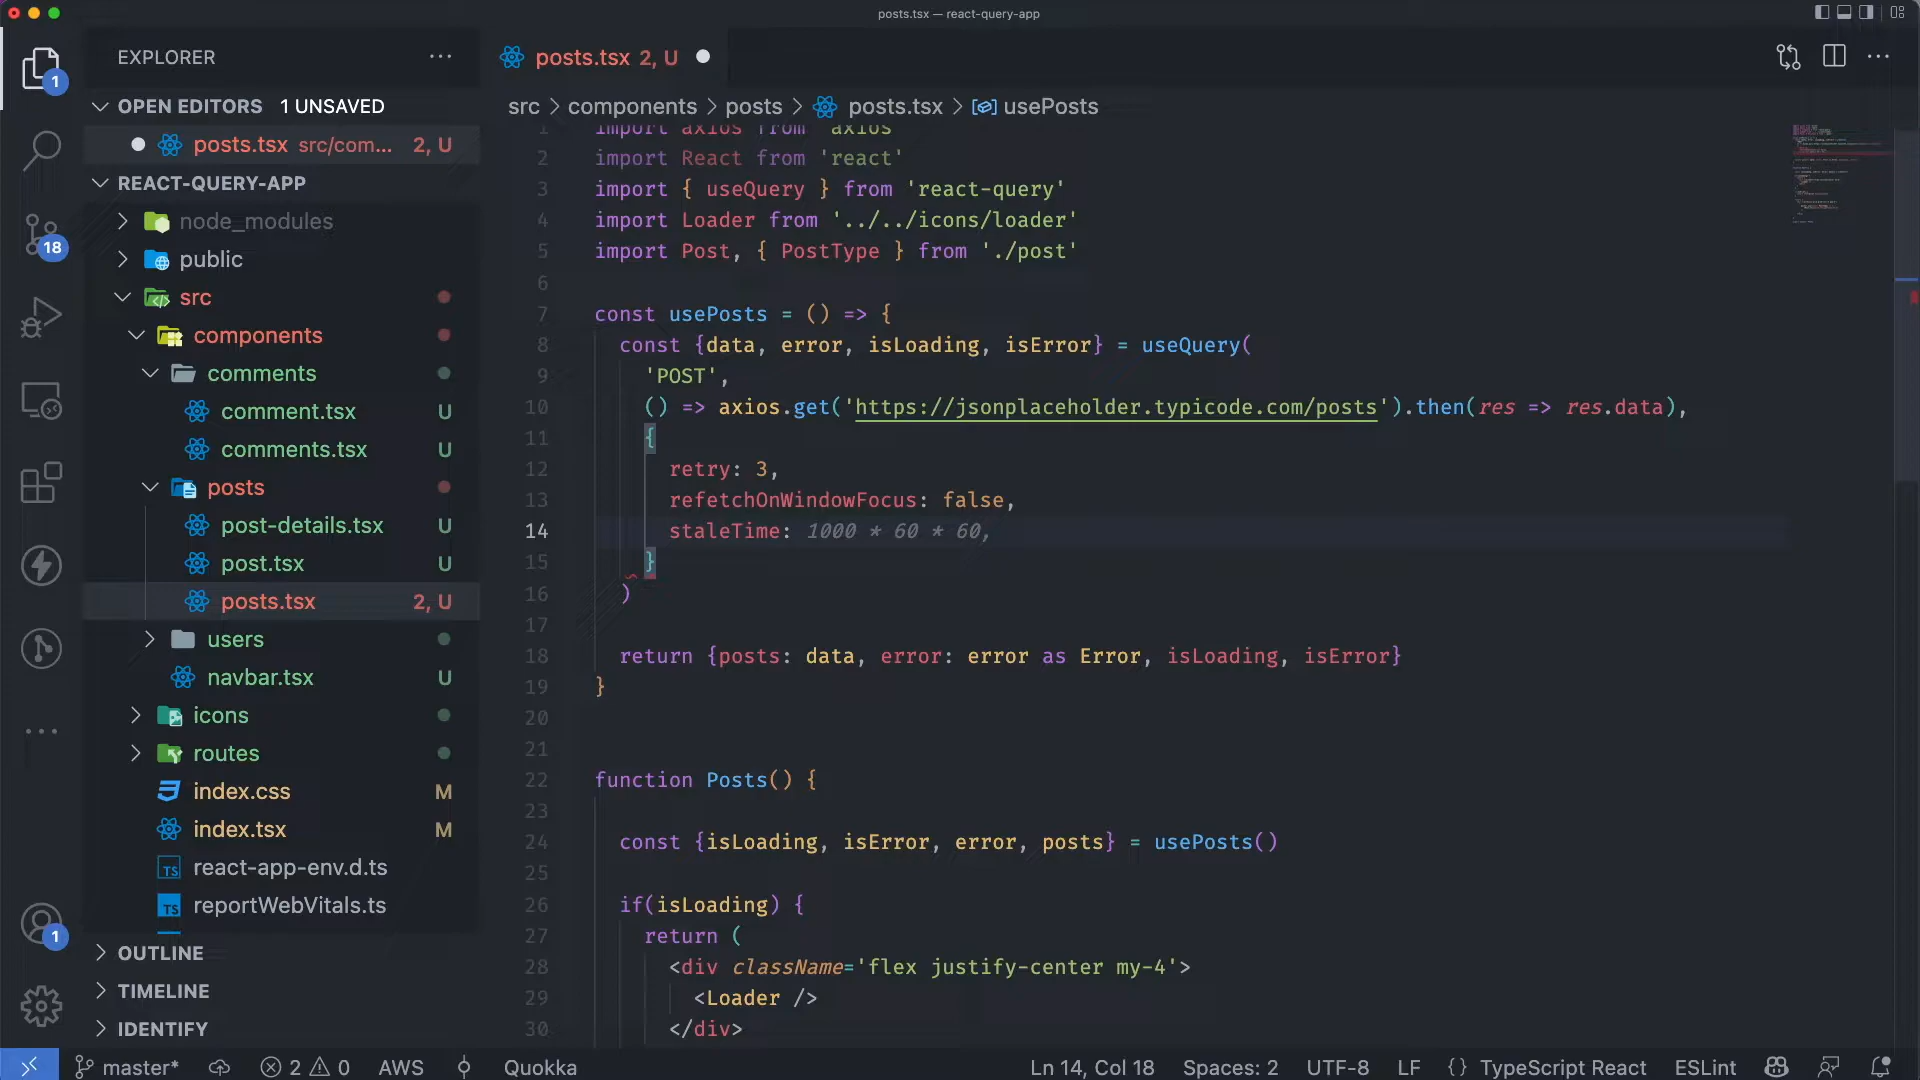 posts.tsx — react-query-app
EXPLORER
OPEN EDITORS 1 UNSAVED
posts.tsx src/com... 2, U
REACT-QUERY-APP
node_modules
public
src
components
comments
comment.tsx U
comments.tsx U
posts
post-details.tsx U
post.tsx U
posts.tsx 2, U
users
navbar.tsx U
icons
routes
index.css M
index.tsx M
react-app-env.d.ts
reportWebVitals.ts
OUTLINE
TIMELINE
IDENTIFY
1
18
1
posts.tsx 2, U
src > components > posts > posts.tsx > usePosts
1 import axios from 'axios'
2 import React from 'react'
3 import { useQuery } from 'react-query'
4 import Loader from '../../icons/loader'
5 import Post, { PostType } from './post'
6
7 const usePosts = () => {
8 const {data, error, isLoading, isError} = useQuery(
9 'POST',
10 () => axios.get('https://jsonplaceholder.typicode.com/posts').then(res => res.data),
11 {
12 retry: 3,
13 refetchOnWindowFocus: false,
14 staleTime: 1000 * 60 * 60,
15 }
16 )
17
18 return {posts: data, error: error as Error, isLoading, isError}
19 }
20
21
22 function Posts() {
23
24 const {isLoading, isError, error, posts} = usePosts()
25
26 if(isLoading) {
27 return (
28 <div className='flex justify-center my-4'>
29 <Loader />
30 </div>
master* 2 0 AWS Quokka Ln 14, Col 18 Spaces: 2 UTF-8 LF {} TypeScript React ESLint